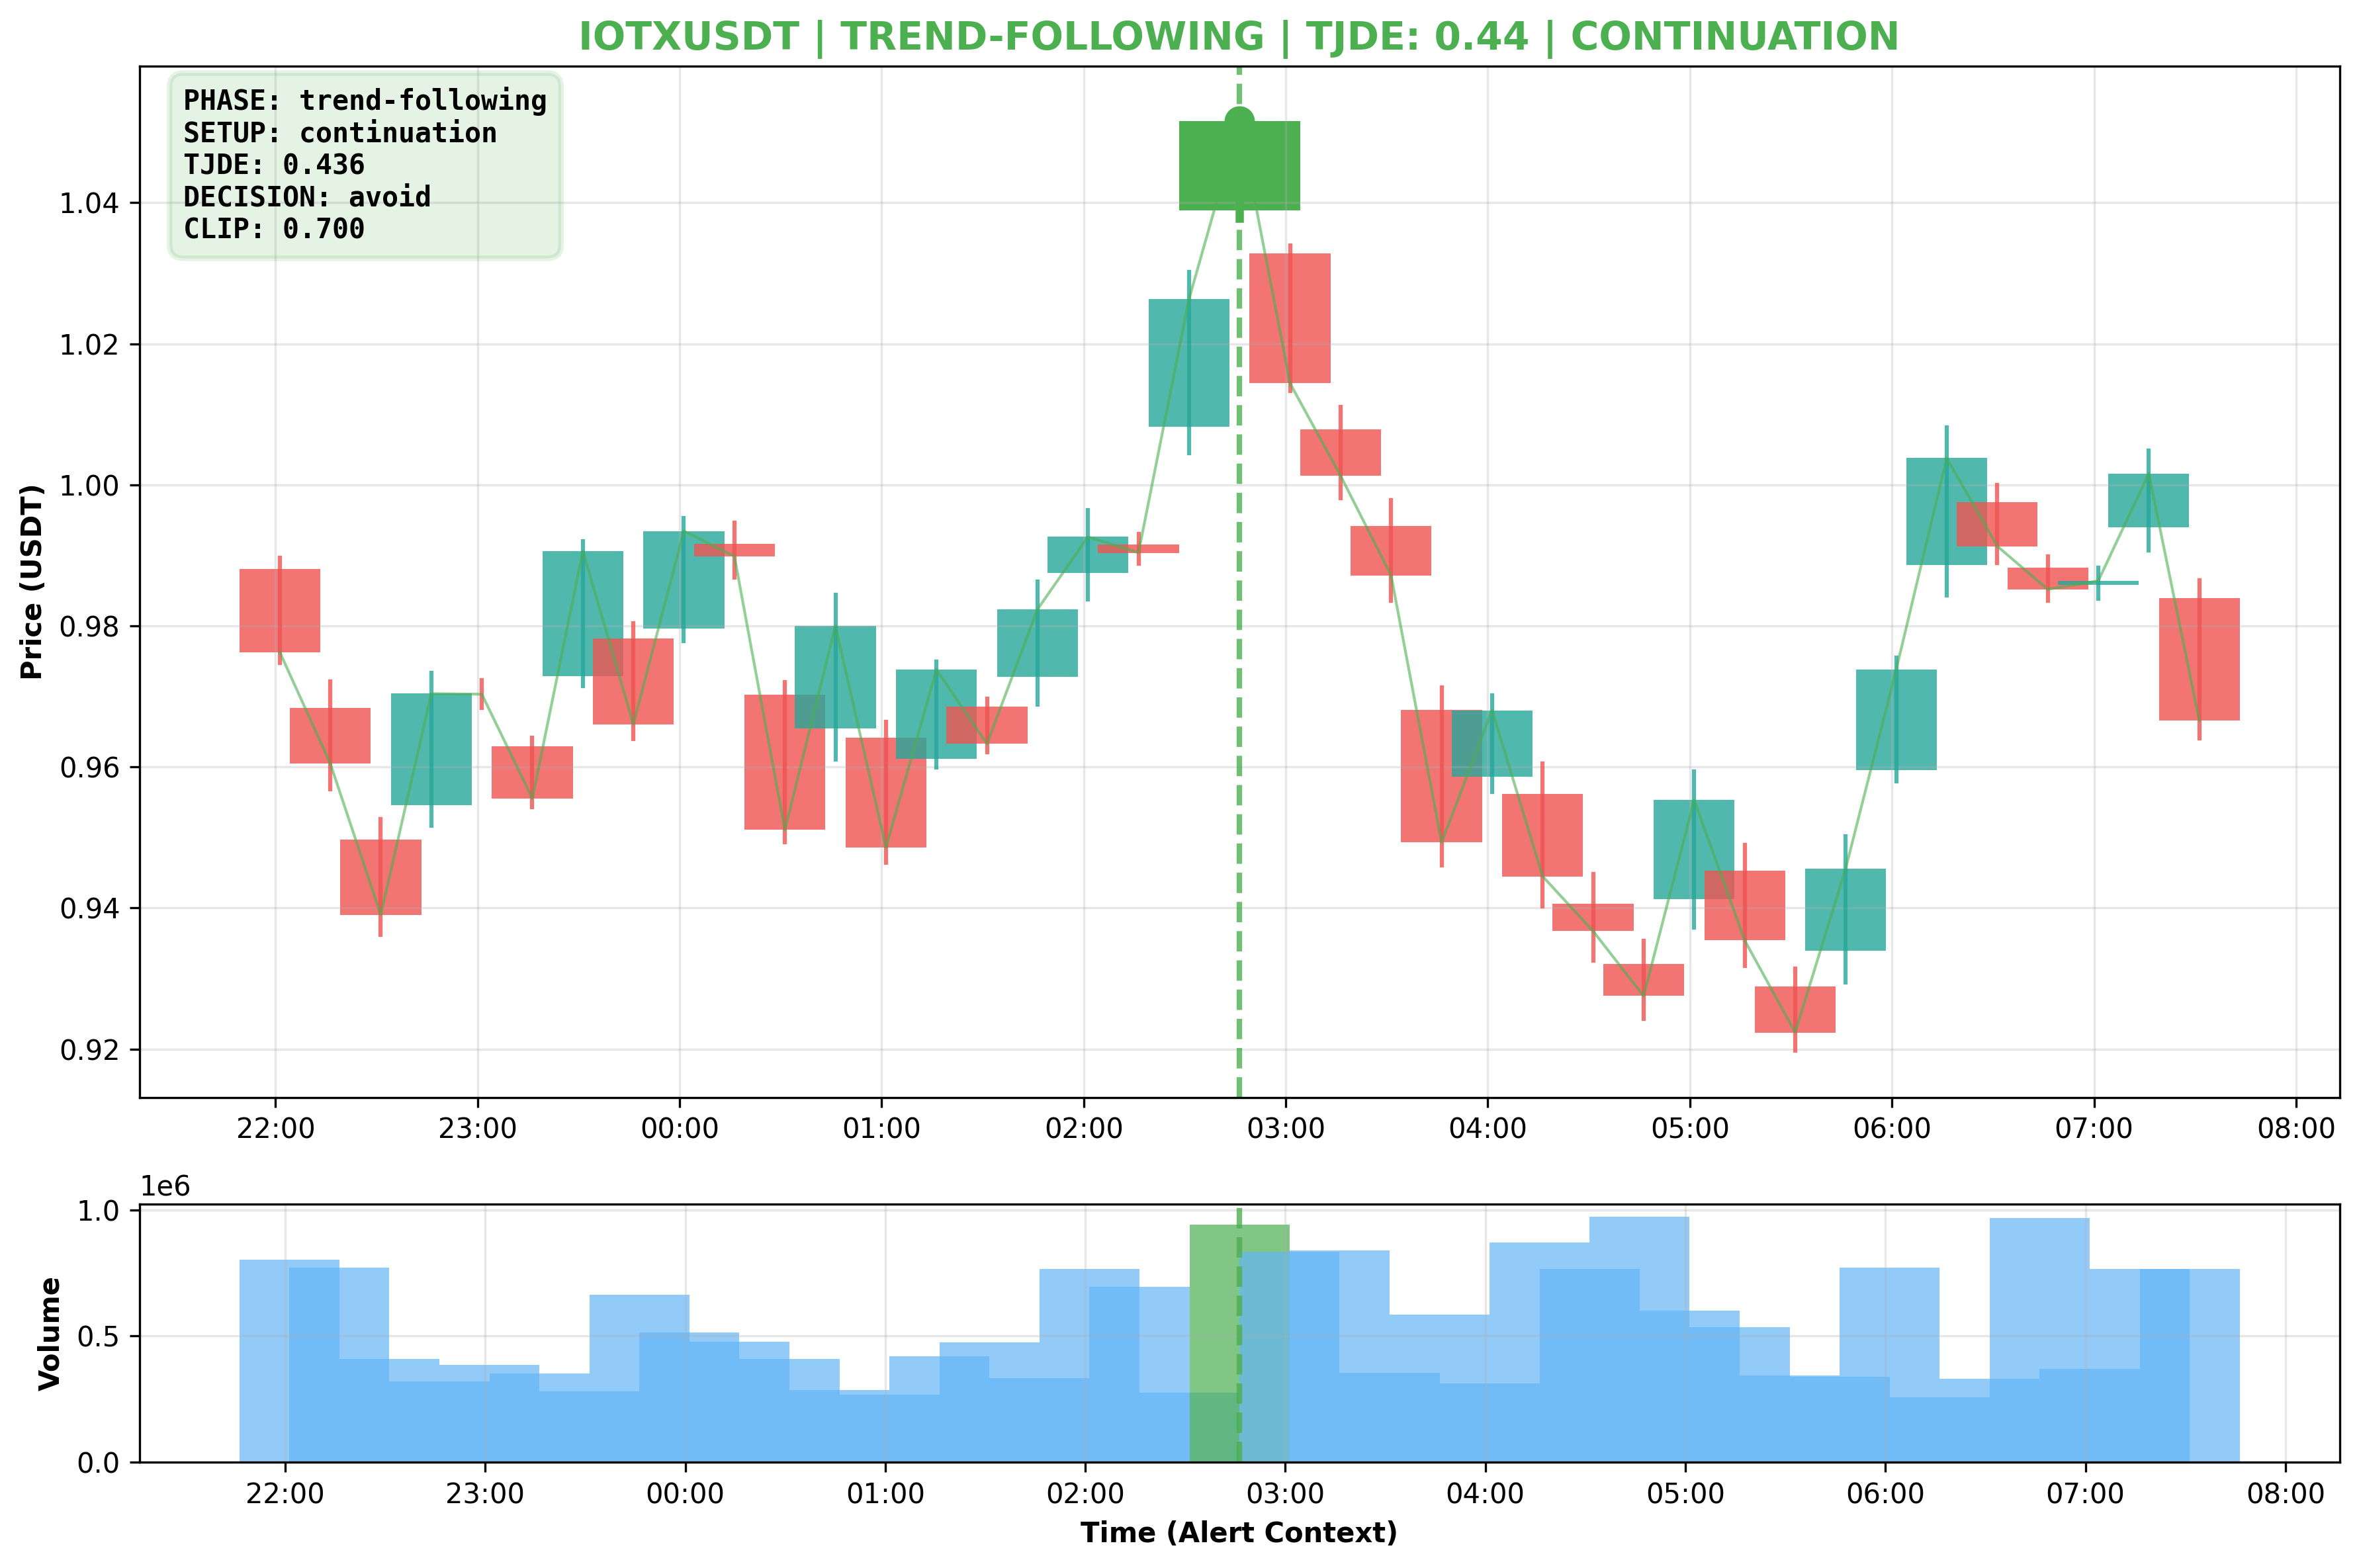 IOTXUSDT | TREND-FOLLOWING | TJDE: 0.44 | CONTINUATION
PHASE: trend-following
SETUP: continuation
TJDE: 0.436
DECISION: avoid
CLIP: 0.700
Price (USDT)
1.04
1.02
1.00
0.98
0.96
0.94
0.92
22:00 23:00 00:00 01:00 02:00 03:00 04:00 05:00 06:00 07:00 08:00
1e6
Volume
1.0
0.5
0.0
22:00 23:00 00:00 01:00 02:00 03:00 04:00 05:00 06:00 07:00 08:00
Time (Alert Context)